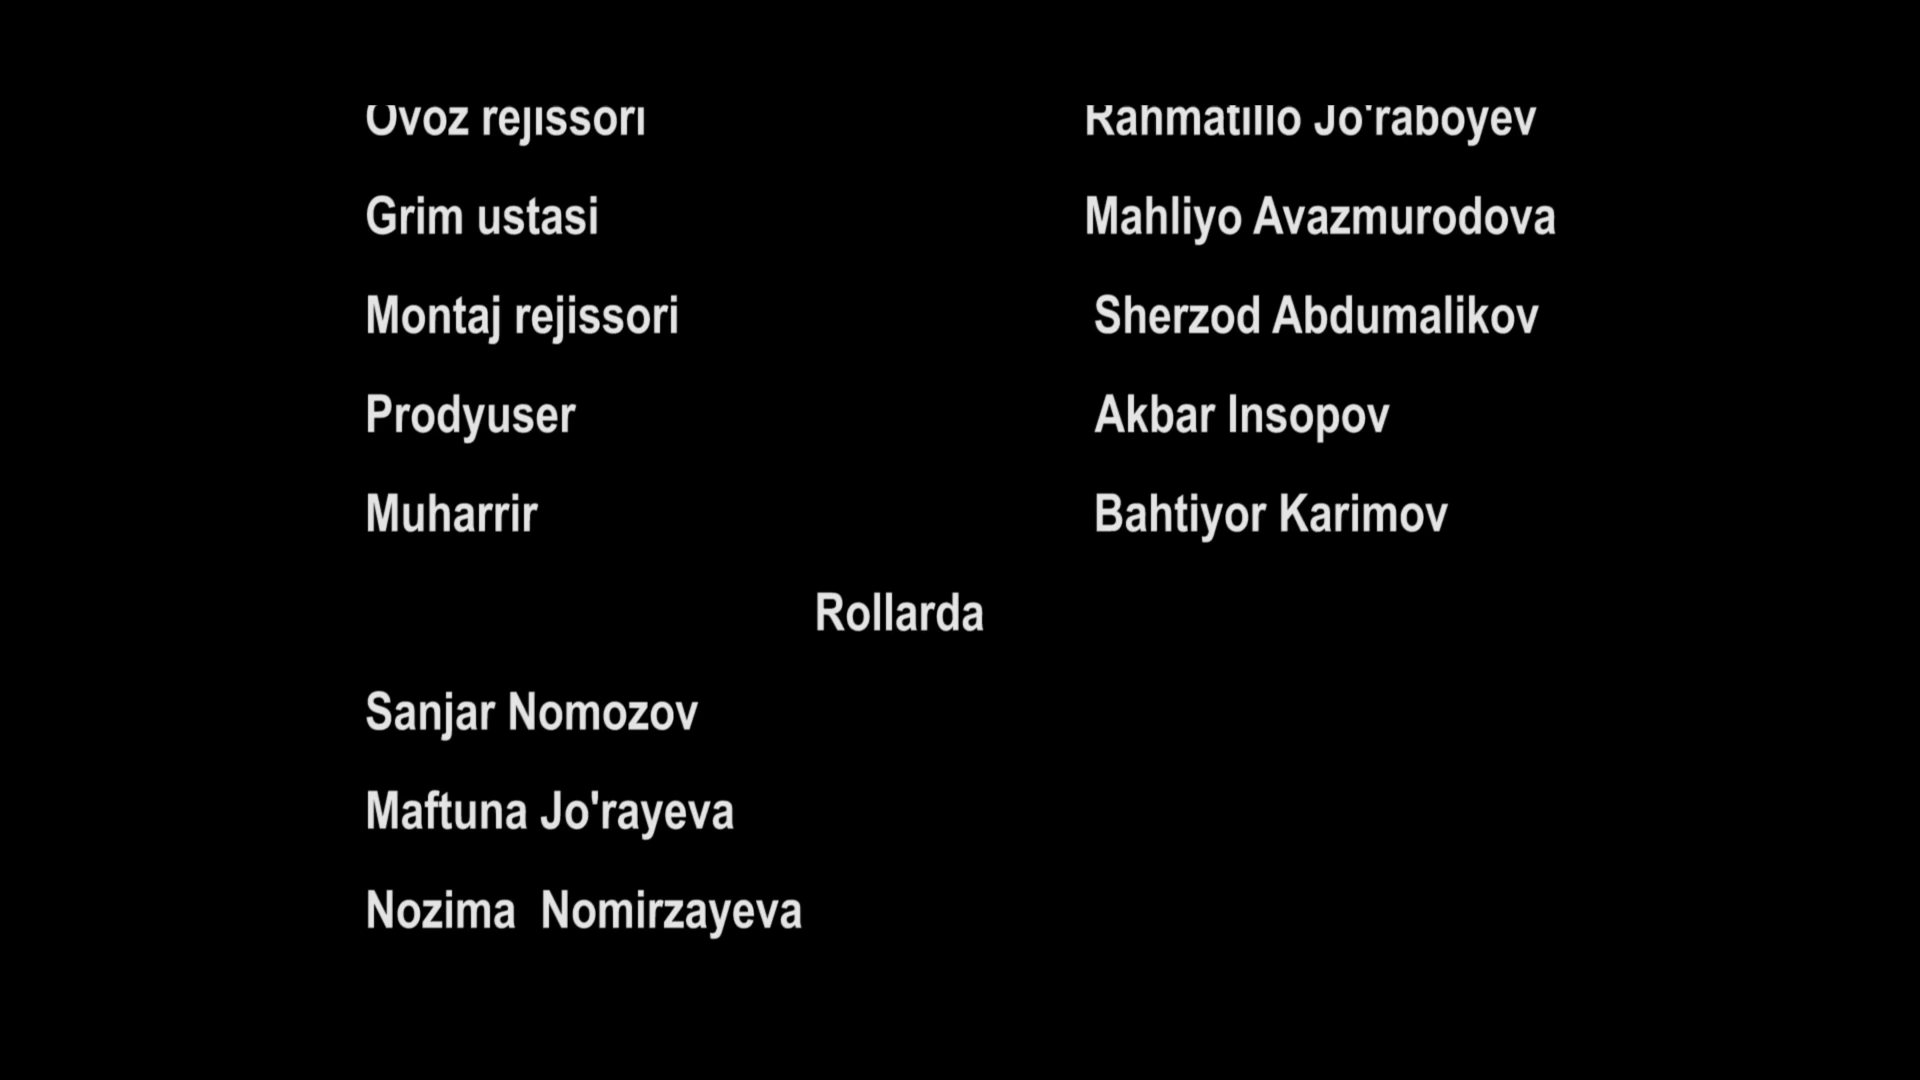 Ovoz rejissori Rahmatillo Jo'raboyev
Grim ustasi Mahliyo Avazmurodova
Montaj rejissori Sherzod Abdumalikov
Prodyuser Akbar Insopov
Muharrir Bahtiyor Karimov
Rollarda
Sanjar Nomozov
Maftuna Jo'rayeva
Nozima Nomirzayeva